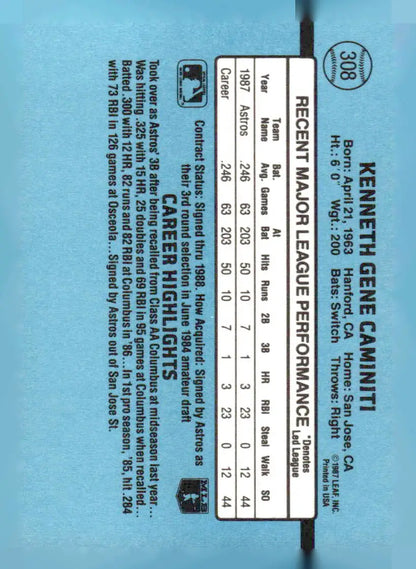 308
KENNETH GENE CAMINITI
Born: April 21, 1963 Hanford, CA Home: San Jose, CA
Ht.: 6' 0" Wgt.: 200 Bats: Switch Throws: Right
© 1987 LEAF, INC.
Printed in USA
RECENT MAJOR LEAGUE PERFORMANCE
*Denotes
Led League
Year Team Name Bat. Avg. Games At Bat Hits Runs 2B 3B HR RBI Steal Walk SO
1987 Astros .246 63 203 50 10 7 1 3 23 0 12 44
Career .246 63 203 50 10 7 1 3 23 0 12 44
Contract Status: Signed thru 1988. How Acquired: Signed by Astros as
their 3rd round selection in June 1984 amateur draft
MLB
CAREER HIGHLIGHTS
Took over as Astros' 3B after being recalled from Class AA Columbus at midseason last year...
Was hitting .325 with 15 HR, 25 doubles and 69 RBI in 95 games at Columbus when recalled...
Batted .300 with 12 HR, 82 runs and 82 RBI at Columbus in '86...In 1st pro season, '85, hit .284
with 73 RBI in 126 games at Osceola...Signed by Astros out of San Jose St.